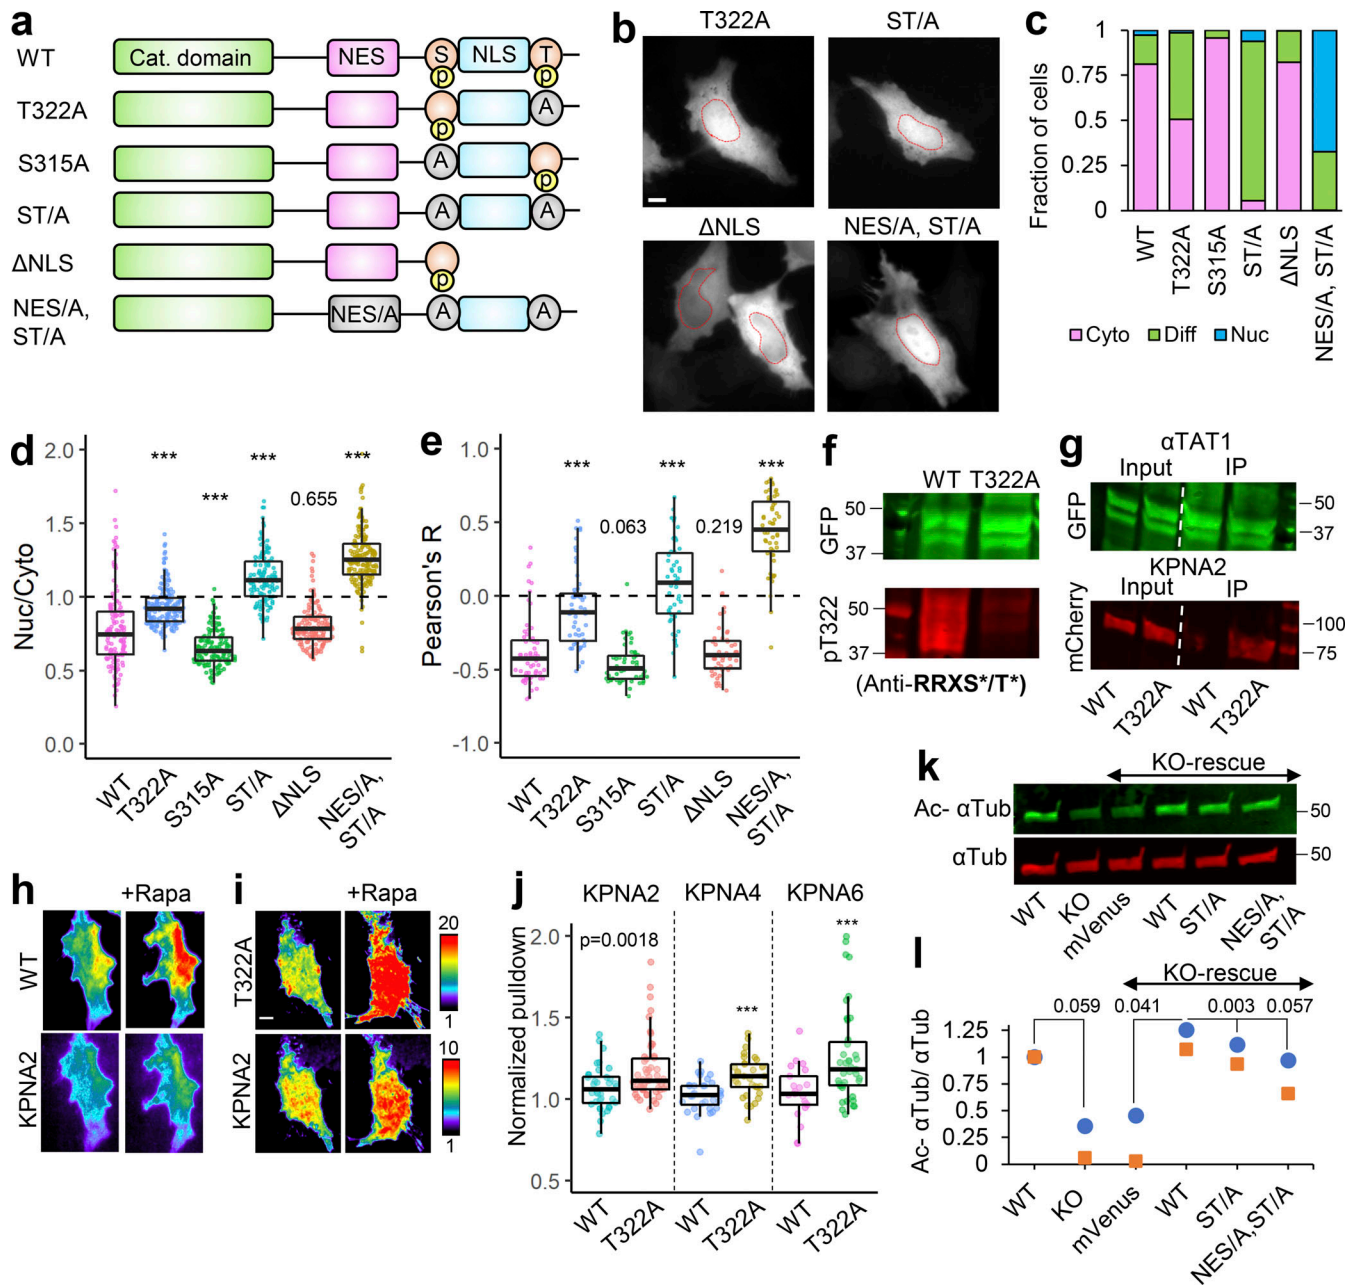 a
WT
Cat. domain
NES
S
NLS
T
p
p
T322A
p
A
S315A
A
p
ST/A
A
A
ΔNLS
p
NES/A,
ST/A
NES/A
A
A
b
T322A
ST/A
ΔNLS
NES/A, ST/A
c
Fraction of cells
1
0.75
0.5
0.25
0
WT
T322A
S315A
ST/A
ΔNLS
NES/A, ST/A
Cyto
Diff
Nuc
d
Nuc/Cyto
2.0
1.5
1.0
0.5
0.0
***
***
***
0.655
***
WT
T322A
S315A
ST/A
ΔNLS
NES/A,
ST/A
e
Pearson's R
1.0
0.5
0.0
-0.5
-1.0
***
0.063
***
0.219
***
WT
T322A
S315A
ST/A
ΔNLS
NES/A,
ST/A
f
WT T322A
GFP
50
37
pT322
50
37
(Anti-RRXS*/T*)
g
αTAT1
Input IP
GFP
50
37
KPNA2
Input IP
mCherry
100
75
WT
T322A
WT
T322A
h
+Rapa
WT
KPNA2
i
+Rapa
T322A
KPNA2
20
1
10
1
j
KPNA2 KPNA4 KPNA6
Normalized pulldown
2.0
1.5
1.0
0.5
p=0.0018
***
***
WT
T322A
WT
T322A
WT
T322A
k
KO-rescue
Ac- αTub
50
αTub
50
WT
KO
mVenus
WT
ST/A
NES/A,
ST/A
l
KO-rescue
0.059 0.041 0.003 0.057
Ac- αTub/ αTub
1.25
1
0.75
0.5
0.25
0
WT
KO
mVenus
WT
ST/A
NES/A,ST/A